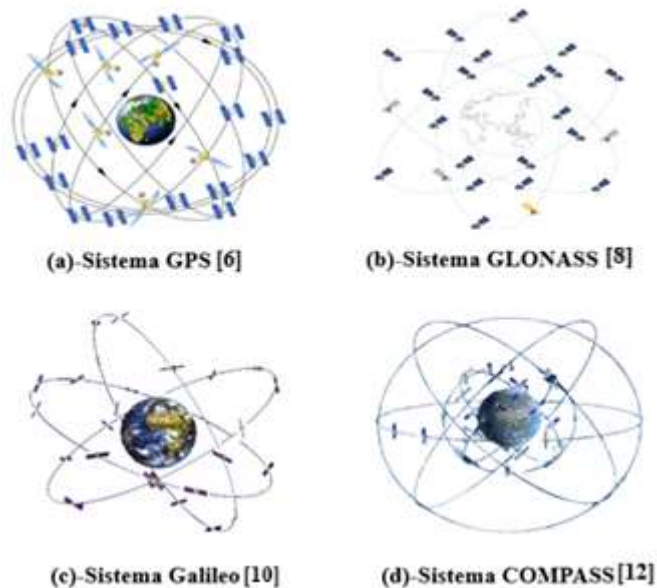 (a)-Sistema GPS [6]
(b)-Sistema GLONASS [8]
(c)-Sistema Galileo [10]
(d)-Sistema COMPASS [12]